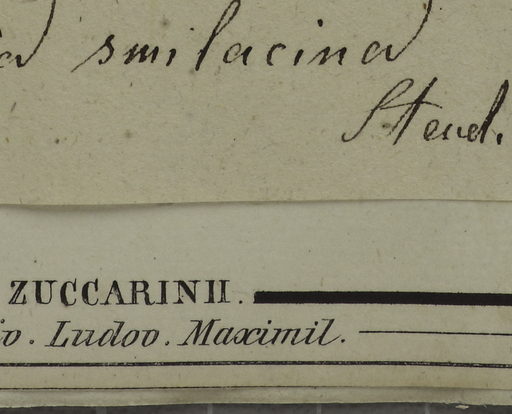 smilacina
Steud.
ZUCCARINII.
. Ludov. Maximil.